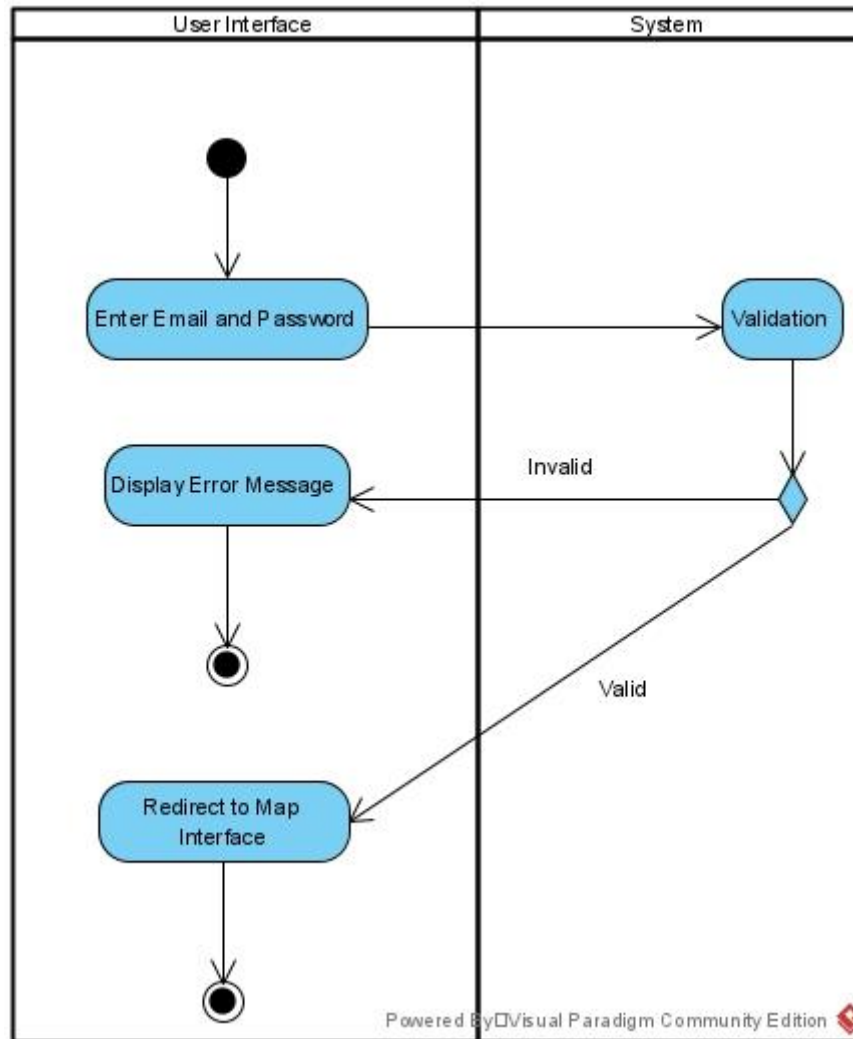 User Interface
System
Enter Email and Password
Validation
Invalid
Display Error Message
Valid
Redirect to Map
Interface
Powered By□Visual Paradigm Community Edition